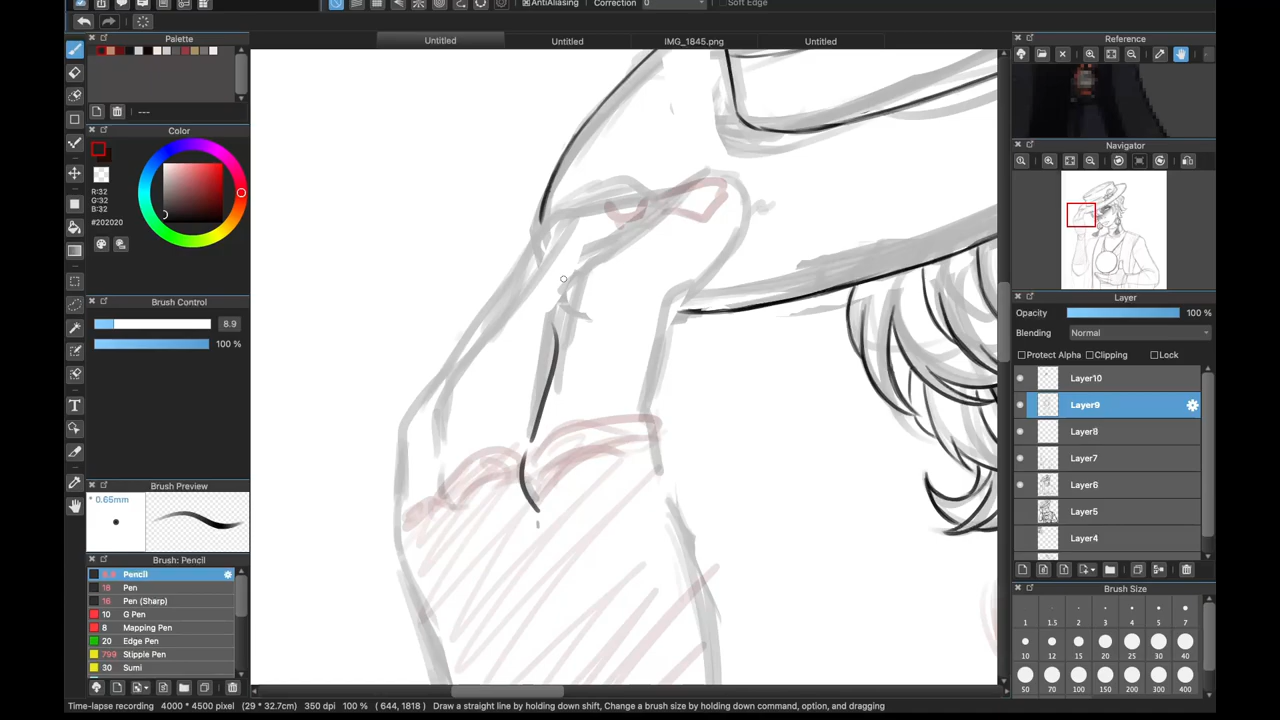 AntiAliasing Correction 0 Soft Edge
Palette
Untitled Untitled IMG_1845.png Untitled
Reference
---
Color
R:32
G:32
B:32
#202020
Navigator
Brush Control
8.9
100 %
Layer
Opacity 100 %
Blending Normal
Protect Alpha Clipping Lock
Layer10
Layer9
Layer8
Layer7
Layer6
Layer5
Layer4
Brush Preview
* 0.65mm
Brush: Pencil
8.9 Pencil
18 Pen
16 Pen (Sharp)
10 G Pen
8 Mapping Pen
20 Edge Pen
799 Stipple Pen
30 Sumi
Brush Size
1 1.5 2 3 4 5 7
10 12 15 20 25 30 40
50 70 100 150 200 300 400
Time-lapse recording 4000 * 4500 pixel (29 * 32.7cm) 350 dpi 100 % ( 644, 1818 ) Draw a straight line by holding down shift, Change a brush size by holding down command, option, and dragging